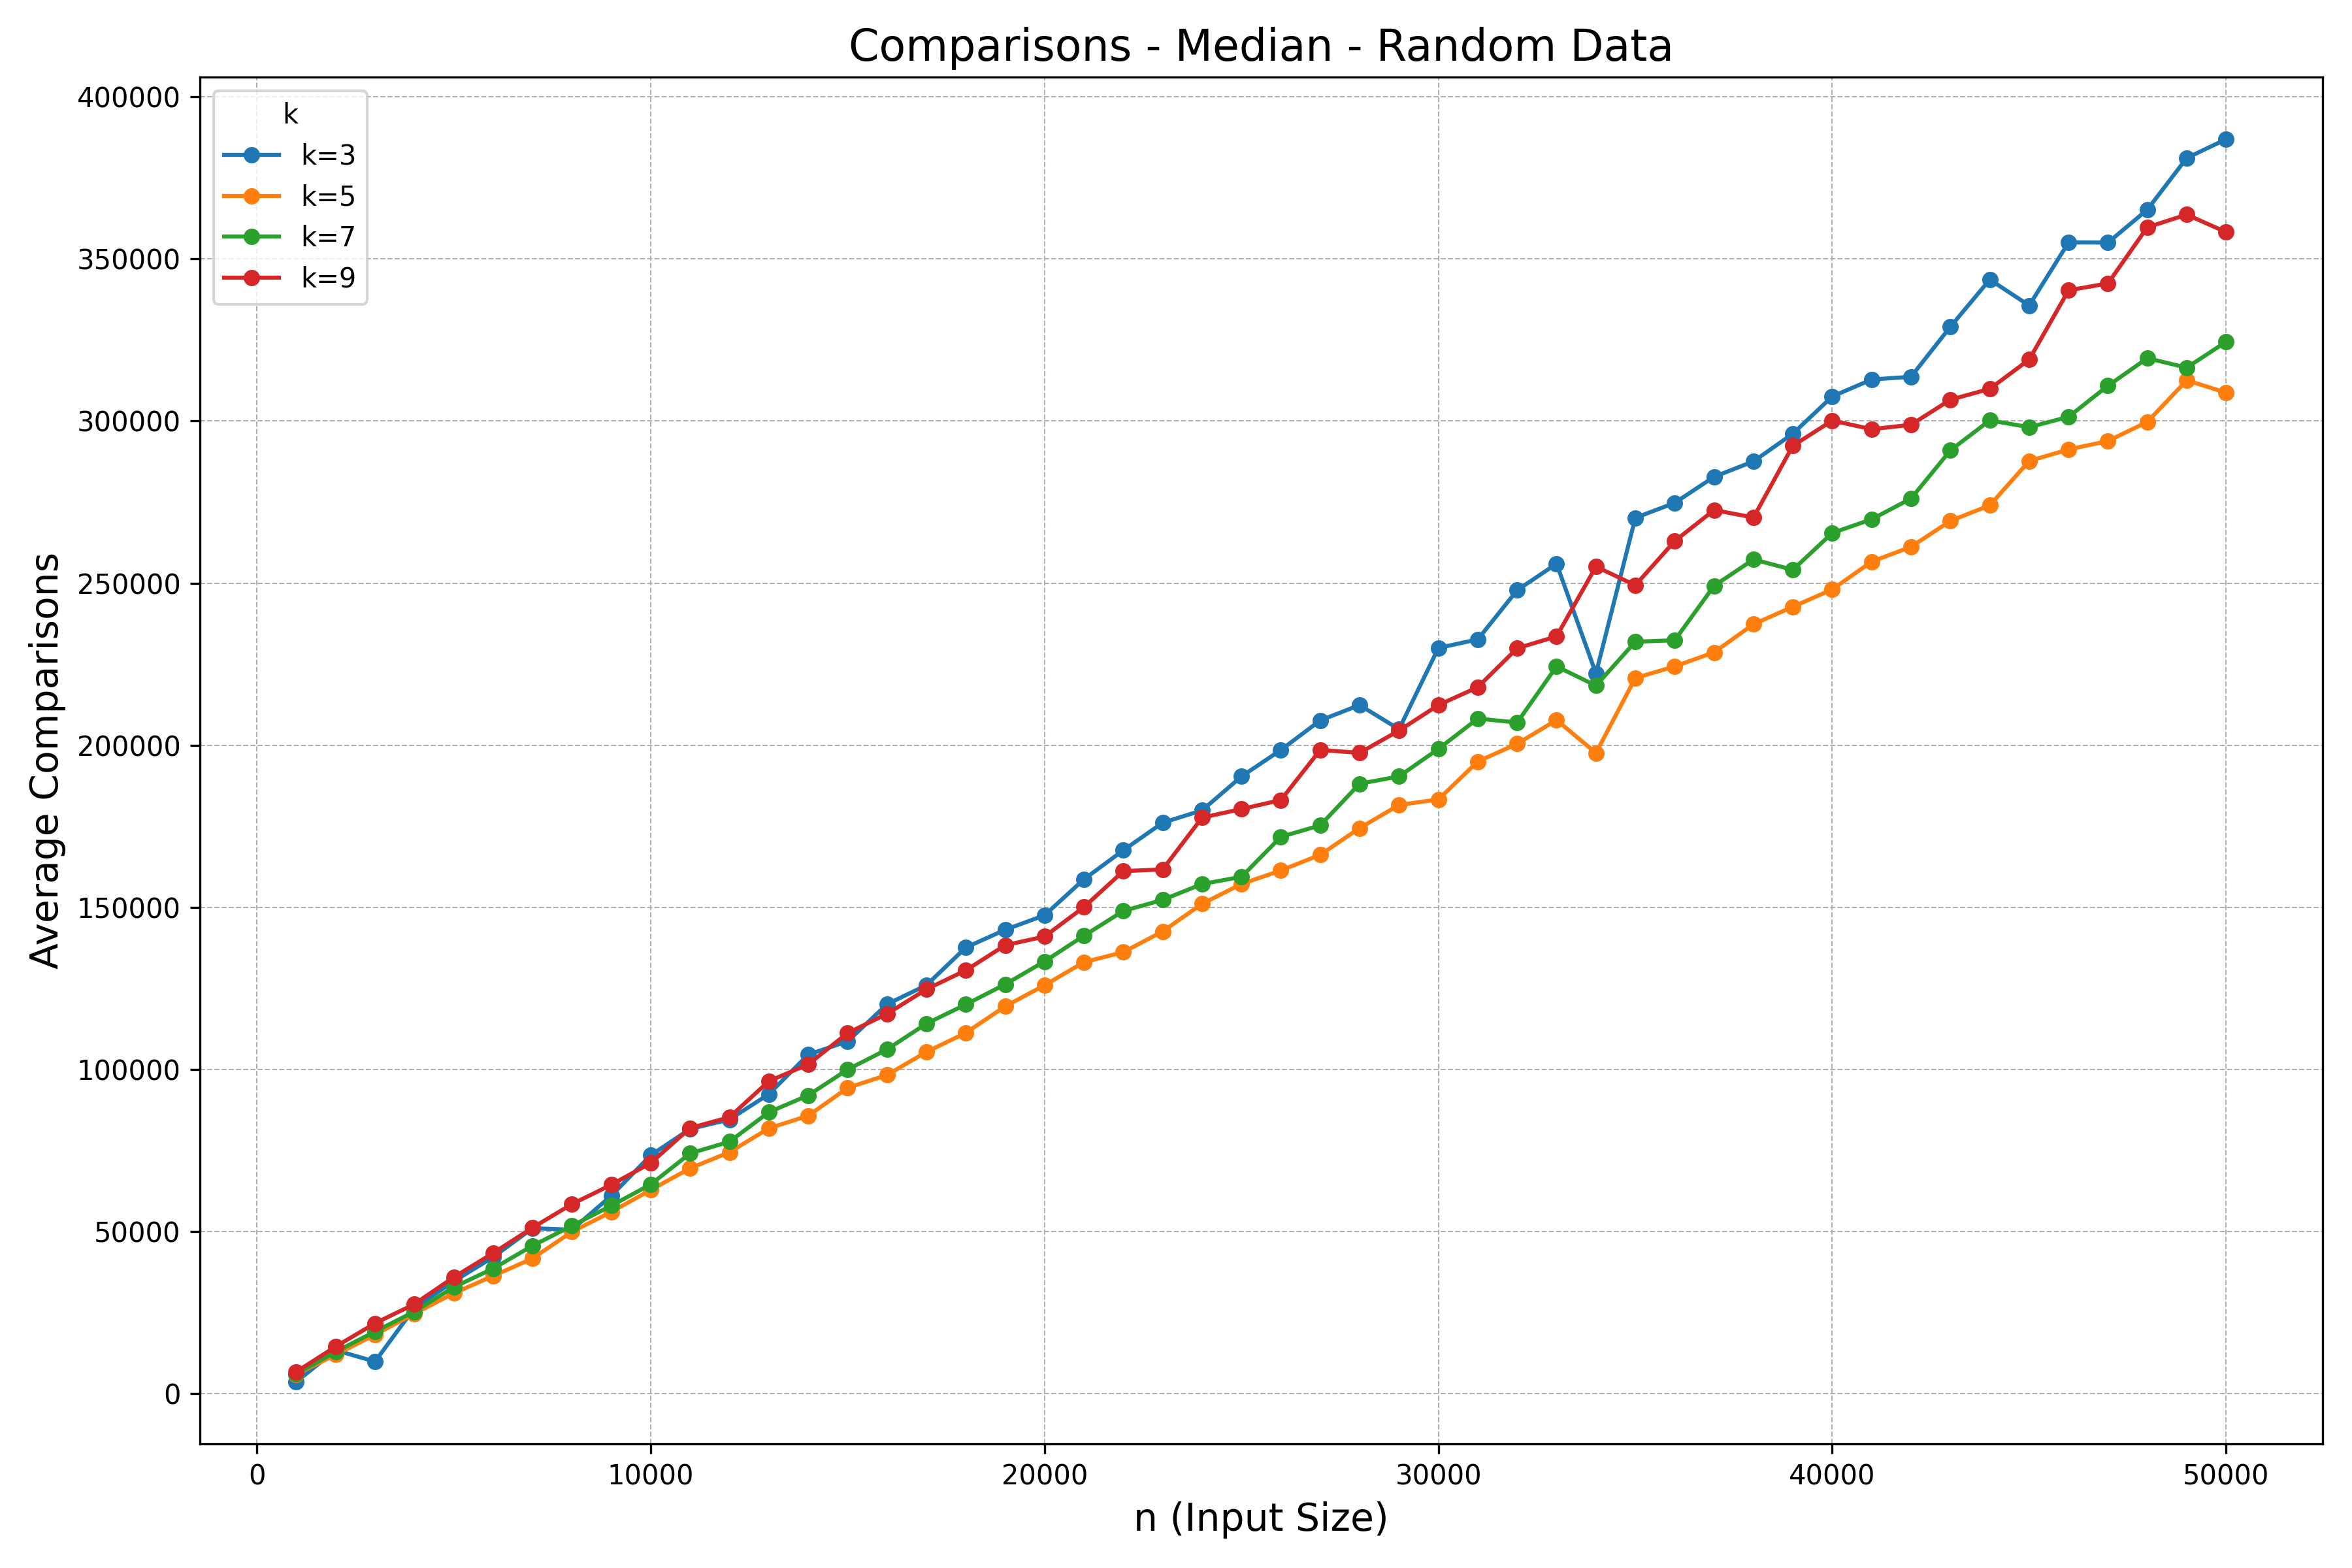 Comparisons - Median - Random Data
400000
350000
300000
250000
200000
150000
100000
50000
0
Average Comparisons
k
k=3
k=5
k=7
k=9
0 10000 20000 30000 40000 50000
n (Input Size)